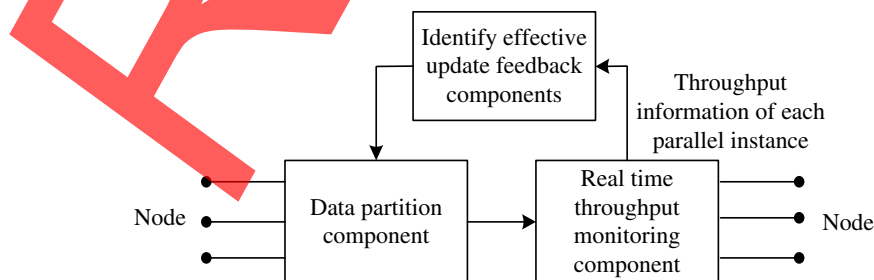 Identify effective
update feedback
components
Throughput
information of each
parallel instance
Node
Data partition
component
Real time
throughput
monitoring
component
Node